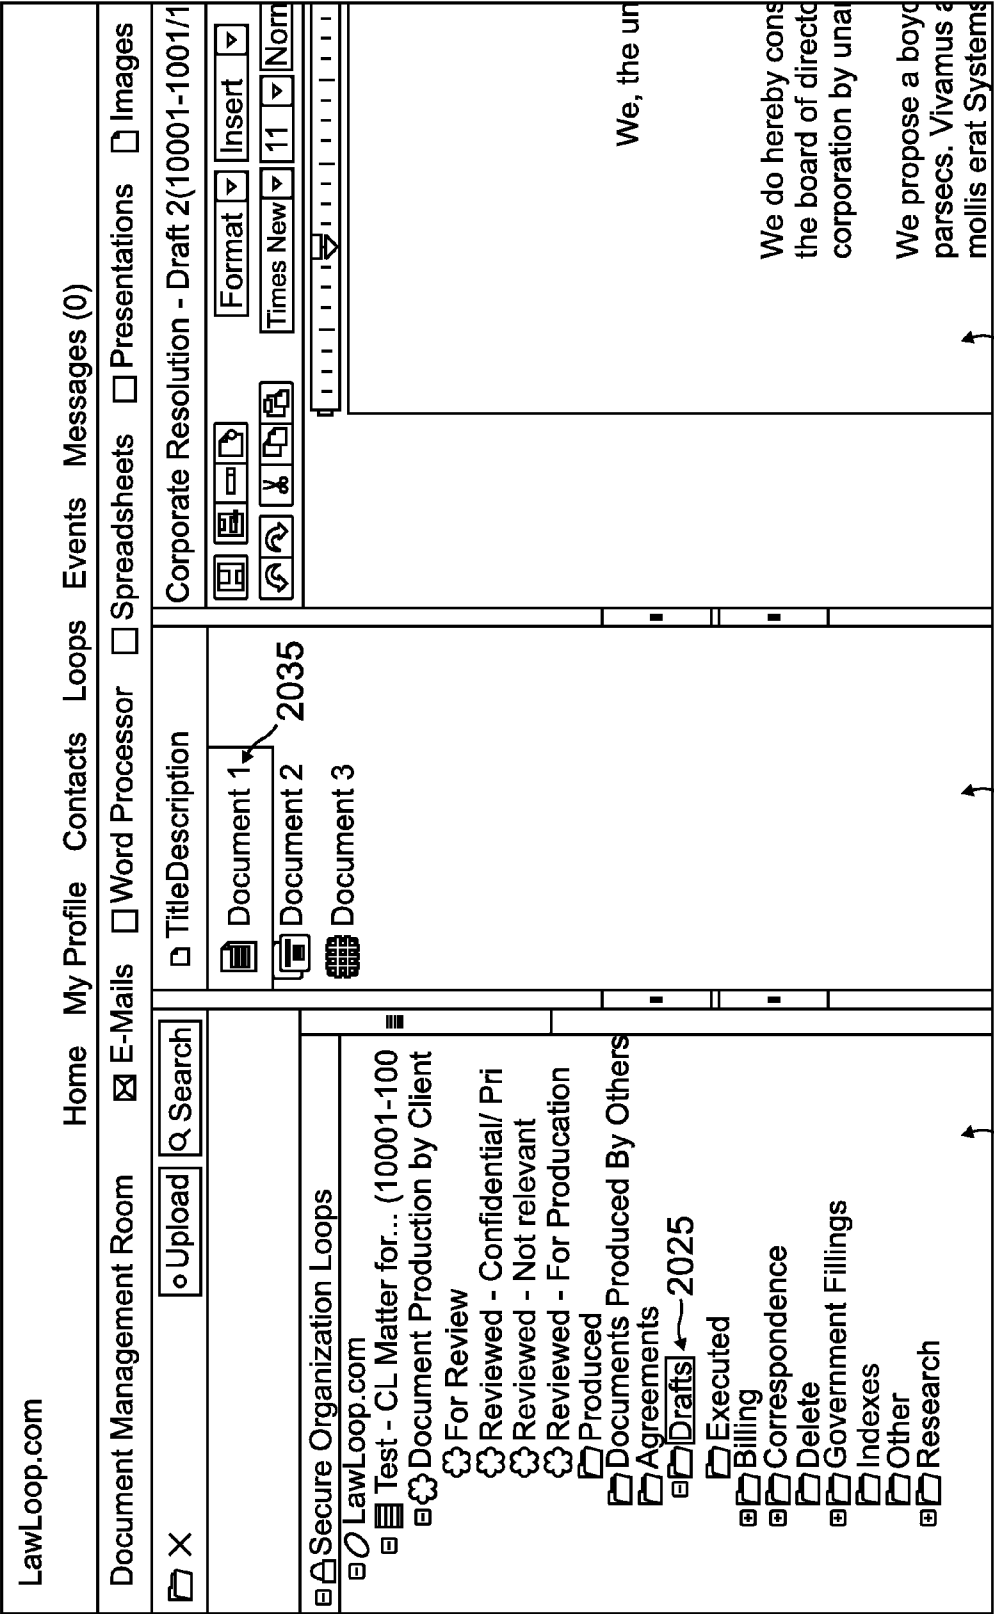 LawLoop.com
Home My Profile Contacts Loops Events Messages (0)
Document Management Room
E-Mails Word Processor Spreadsheets Presentations Images
Upload Search
Secure Organization Loops
LawLoop.com
Test - CL Matter for... (10001-100
Document Production by Client
For Review
Reviewed - Confidential/ Pri
Reviewed - Not relevant
Reviewed - For Producation
Produced
Documents Produced By Others
Agreements
Drafts
2025
Executed
Billing
Correspondence
Delete
Government Fillings
Indexes
Other
Research
TitleDescription
Document 1
2035
Document 2
Document 3
Corporate Resolution - Draft 2(10001-1001/1
Format Insert
Times New 11 Norn
We, the un
We do hereby cons
the board of directo
corporation by unai
We propose a boyc
parsecs. Vivamus a
mollis erat Systems